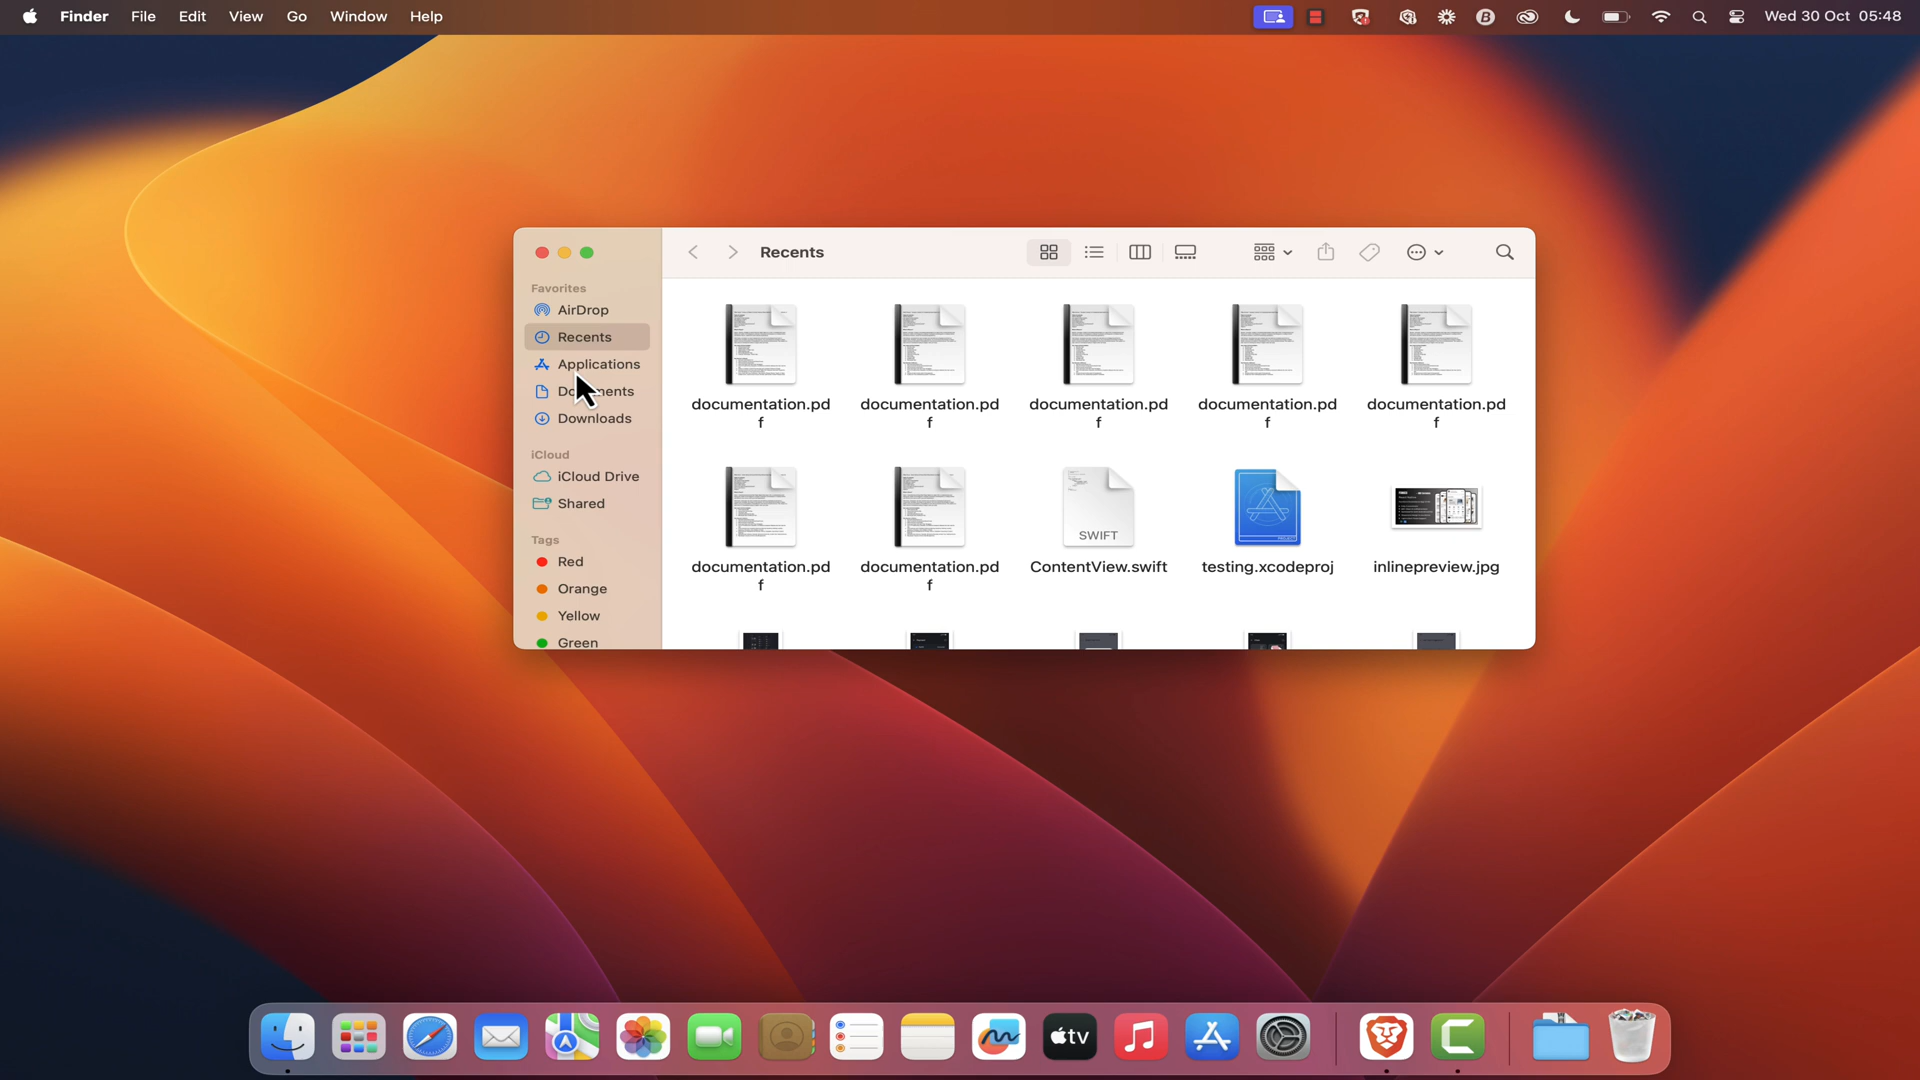 Finder File Edit View Go Window Help
Wed 30 Oct 05:48
Recents
Favorites
AirDrop
Recents
Applications
Downloads
iCloud
iCloud Drive
Shared
Tags
Red
Orange
Yellow
Green
documentation.pd
f
documentation.pd
f
documentation.pd
f
documentation.pd
f
documentation.pd
f
documentation.pd
f
documentation.pd
f
SWIFT
ContentView.swift
testing.xcodeproj
inlinepreview.jpg
tv